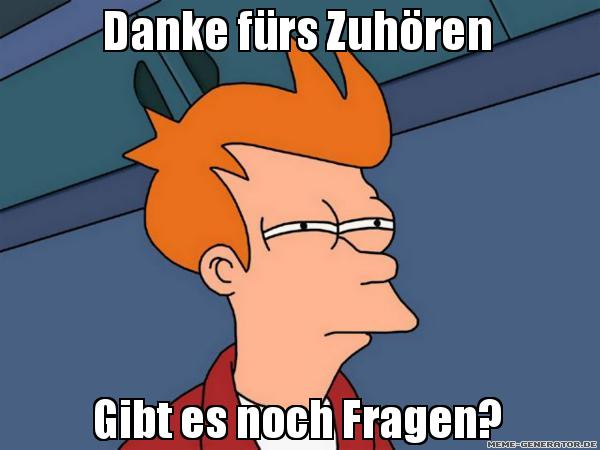 Danke fürs Zuhören
Gibt es noch Fragen?
MEME-GENERATOR.DE